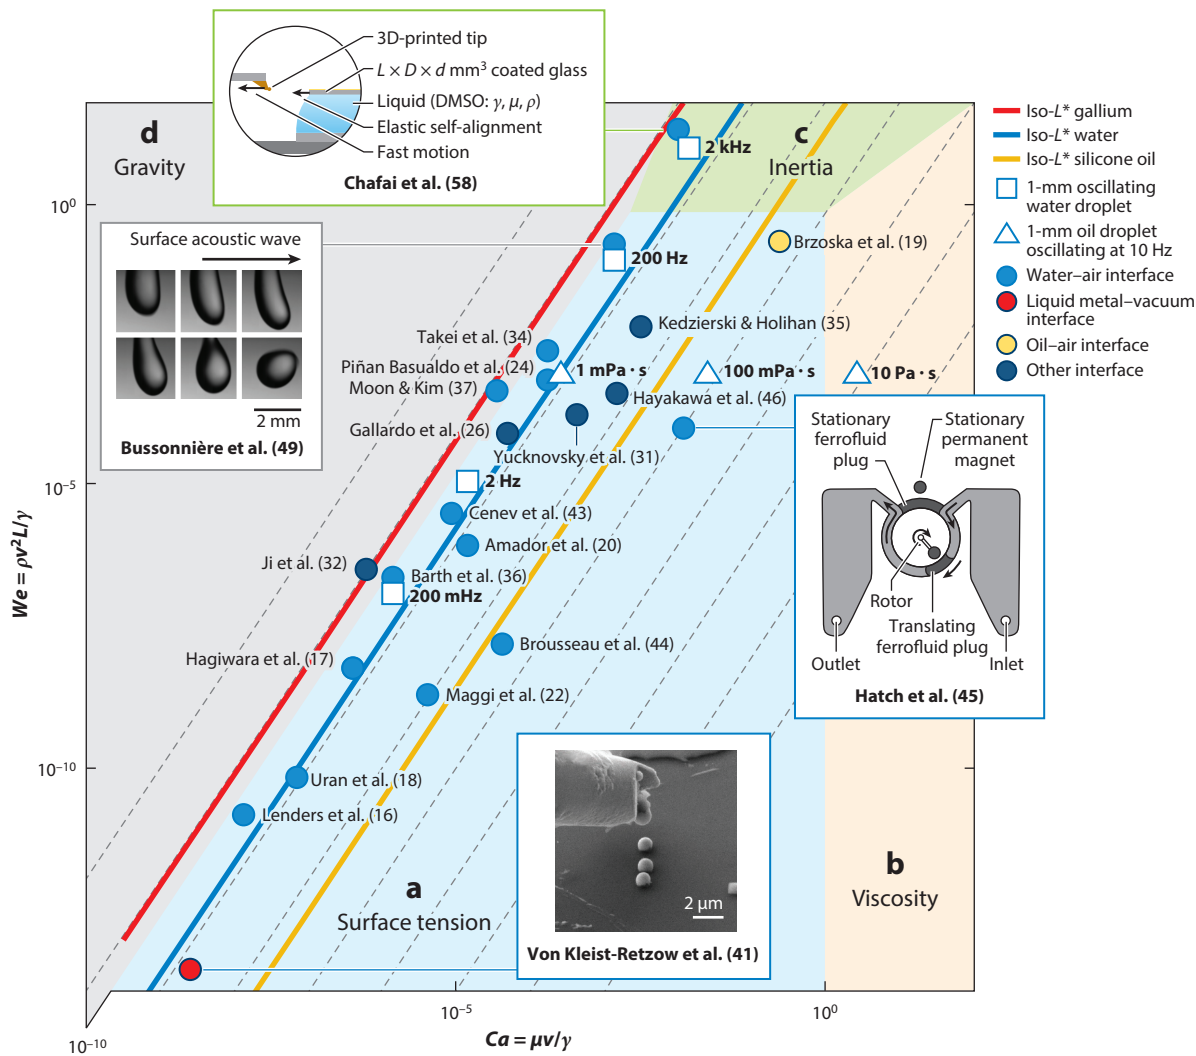 3D-printed tip
L × D × d mm³ coated glass
Liquid (DMSO: γ, μ, ρ)
Elastic self-alignment
Fast motion
Chafai et al. (58)
d
Gravity
c
Inertia
2 kHz
Iso-L* gallium
Iso-L* water
Iso-L* silicone oil
1-mm oscillating
water droplet
1-mm oil droplet
oscillating at 10 Hz
Water–air interface
Liquid metal–vacuum
interface
Oil–air interface
Other interface
10⁰
Surface acoustic wave
2 mm
Bussonnière et al. (49)
200 Hz
Brzoska et al. (19)
Kedzierski & Holihan (35)
Takei et al. (34)
Piñan Basualdo et al. (24)
Moon & Kim (37)
1 mPa · s
100 mPa · s
10 Pa · s
Hayakawa et al. (46)
Gallardo et al. (26)
Yucknovsky et al. (31)
10⁻⁵
2 Hz
Cenev et al. (43)
Amador et al. (20)
Ji et al. (32)
Barth et al. (36)
200 mHz
Stationary
ferrofluid
plug
Stationary
permanent
magnet
Rotor
Translating
ferrofluid plug
Outlet
Inlet
Hatch et al. (45)
We = ρv²L/γ
Hagiwara et al. (17)
Brousseau et al. (44)
Maggi et al. (22)
10⁻¹⁰
Uran et al. (18)
Lenders et al. (16)
a
Surface tension
2 μm
Von Kleist-Retzow et al. (41)
b
Viscosity
10⁻¹⁰
10⁻⁵
10⁰
Ca = μv/γ